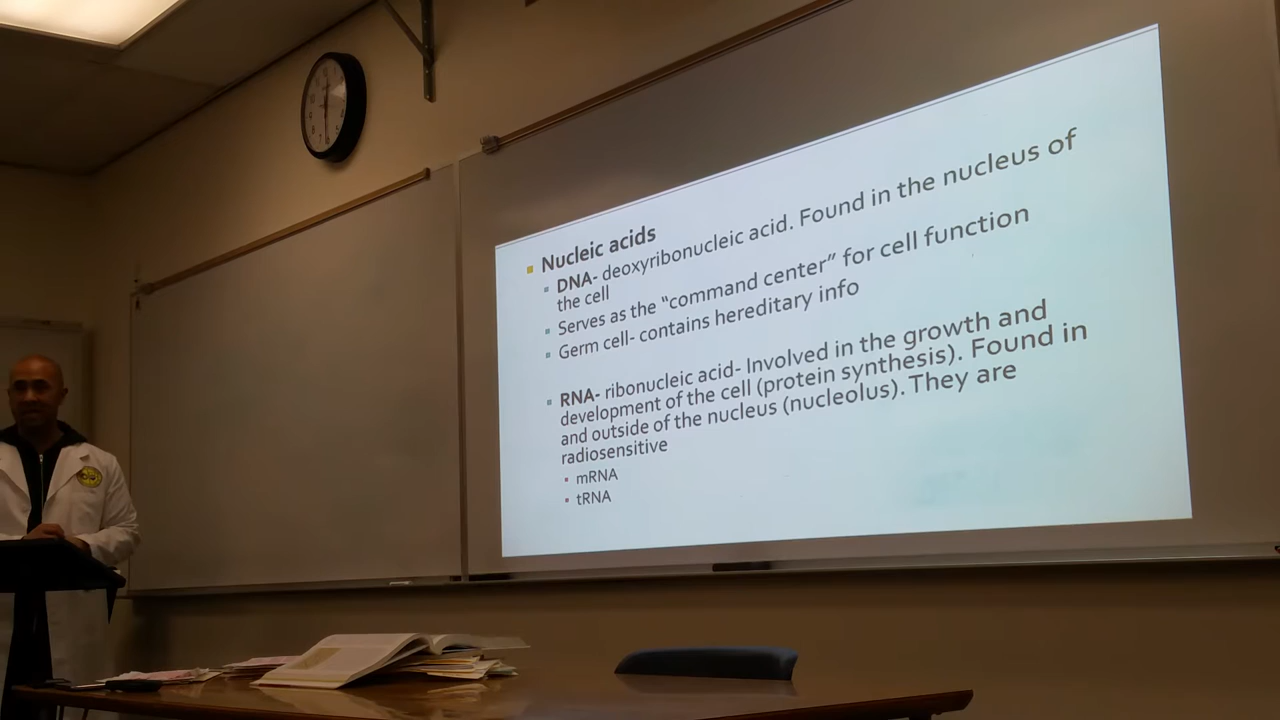 Nucleic acids
DNA- deoxyribonucleic acid. Found in the nucleus of
the cell
Serves as the “command center” for cell function
Germ cell- contains hereditary info
RNA- ribonucleic acid- Involved in the growth and
development of the cell (protein synthesis). Found in
and outside of the nucleus (nucleolus). They are
radiosensitive
mRNA
tRNA